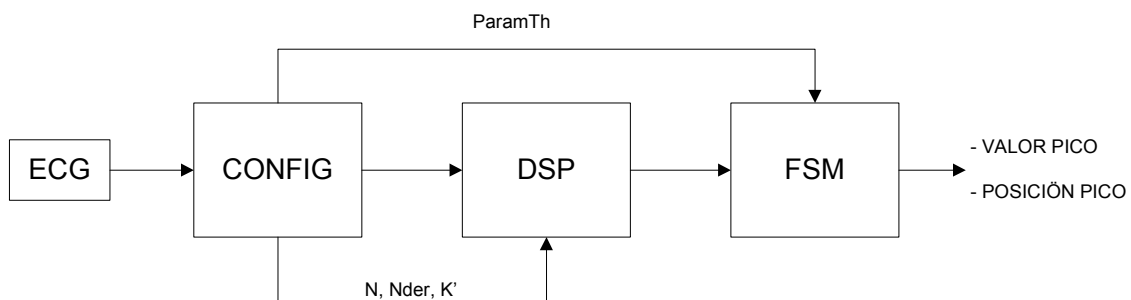 ParamTh
ECG
CONFIG
DSP
FSM
- VALOR PICO
- POSICIÖN PICO
N, Nder, K'